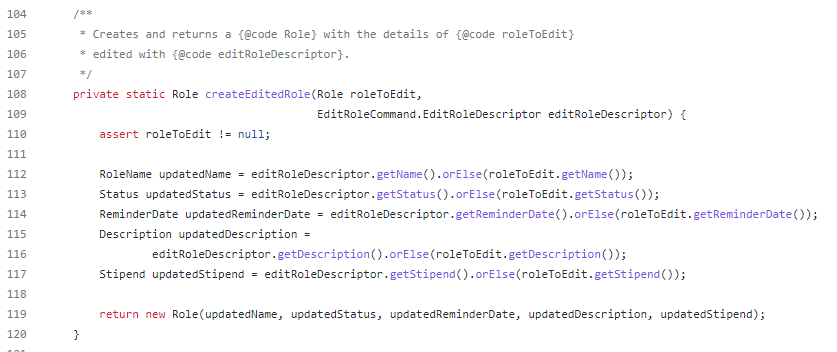 104 /**
105 * Creates and returns a {@code Role} with the details of {@code roleToEdit}
106 * edited with {@code editRoleDescriptor}.
107 */
108 private static Role createEditedRole(Role roleToEdit,
109 EditRoleCommand.EditRoleDescriptor editRoleDescriptor) {
110 assert roleToEdit != null;
111
112 RoleName updatedName = editRoleDescriptor.getName().orElse(roleToEdit.getName());
113 Status updatedStatus = editRoleDescriptor.getStatus().orElse(roleToEdit.getStatus());
114 ReminderDate updatedReminderDate = editRoleDescriptor.getReminderDate().orElse(roleToEdit.getReminderDate());
115 Description updatedDescription =
116 editRoleDescriptor.getDescription().orElse(roleToEdit.getDescription());
117 Stipend updatedStipend = editRoleDescriptor.getStipend().orElse(roleToEdit.getStipend());
118
119 return new Role(updatedName, updatedStatus, updatedReminderDate, updatedDescription, updatedStipend);
120 }